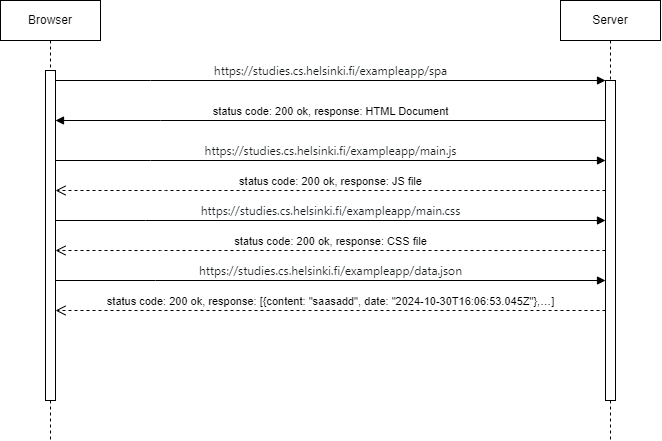 Browser
Server
https://studies.cs.helsinki.fi/exampleapp/spa
status code: 200 ok, response: HTML Document
https://studies.cs.helsinki.fi/exampleapp/main.js
status code: 200 ok, response: JS file
https://studies.cs.helsinki.fi/exampleapp/main.css
status code: 200 ok, response: CSS file
https://studies.cs.helsinki.fi/exampleapp/data.json
status code: 200 ok, response: [{content: "saasadd", date: "2024-10-30T16:06:53.045Z"},…]